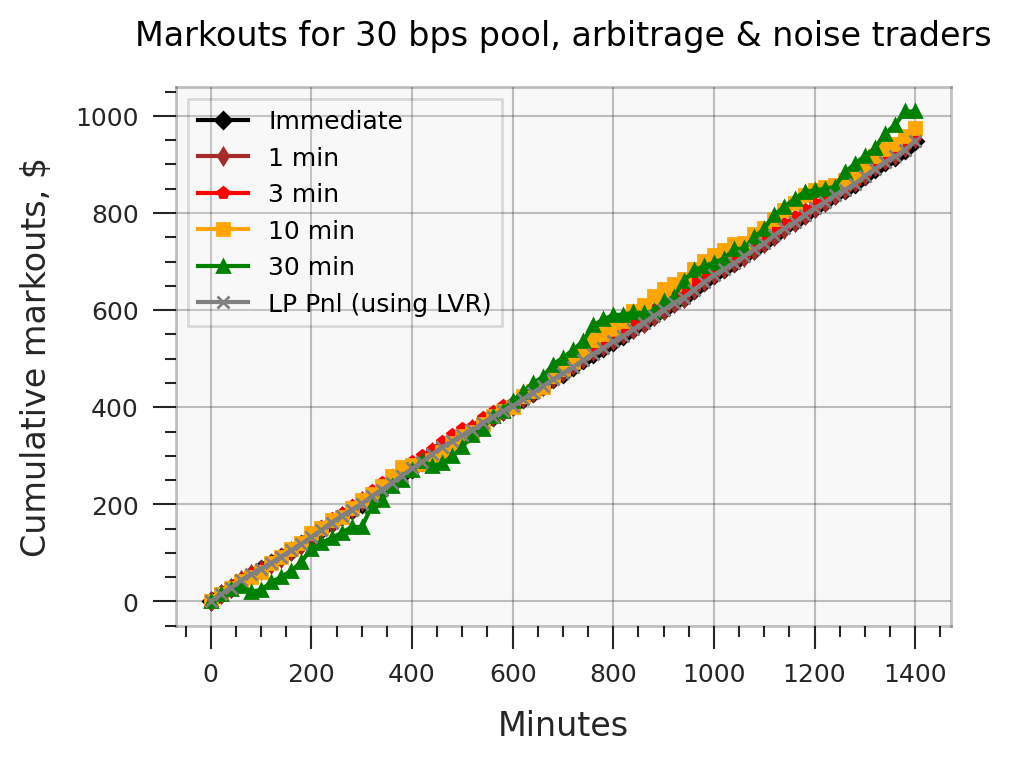 Markouts for 30 bps pool, arbitrage & noise traders
Immediate
1 min
3 min
10 min
30 min
LP Pnl (using LVR)
Cumulative markouts, $
1000
800
600
400
200
0
0 200 400 600 800 1000 1200 1400
Minutes